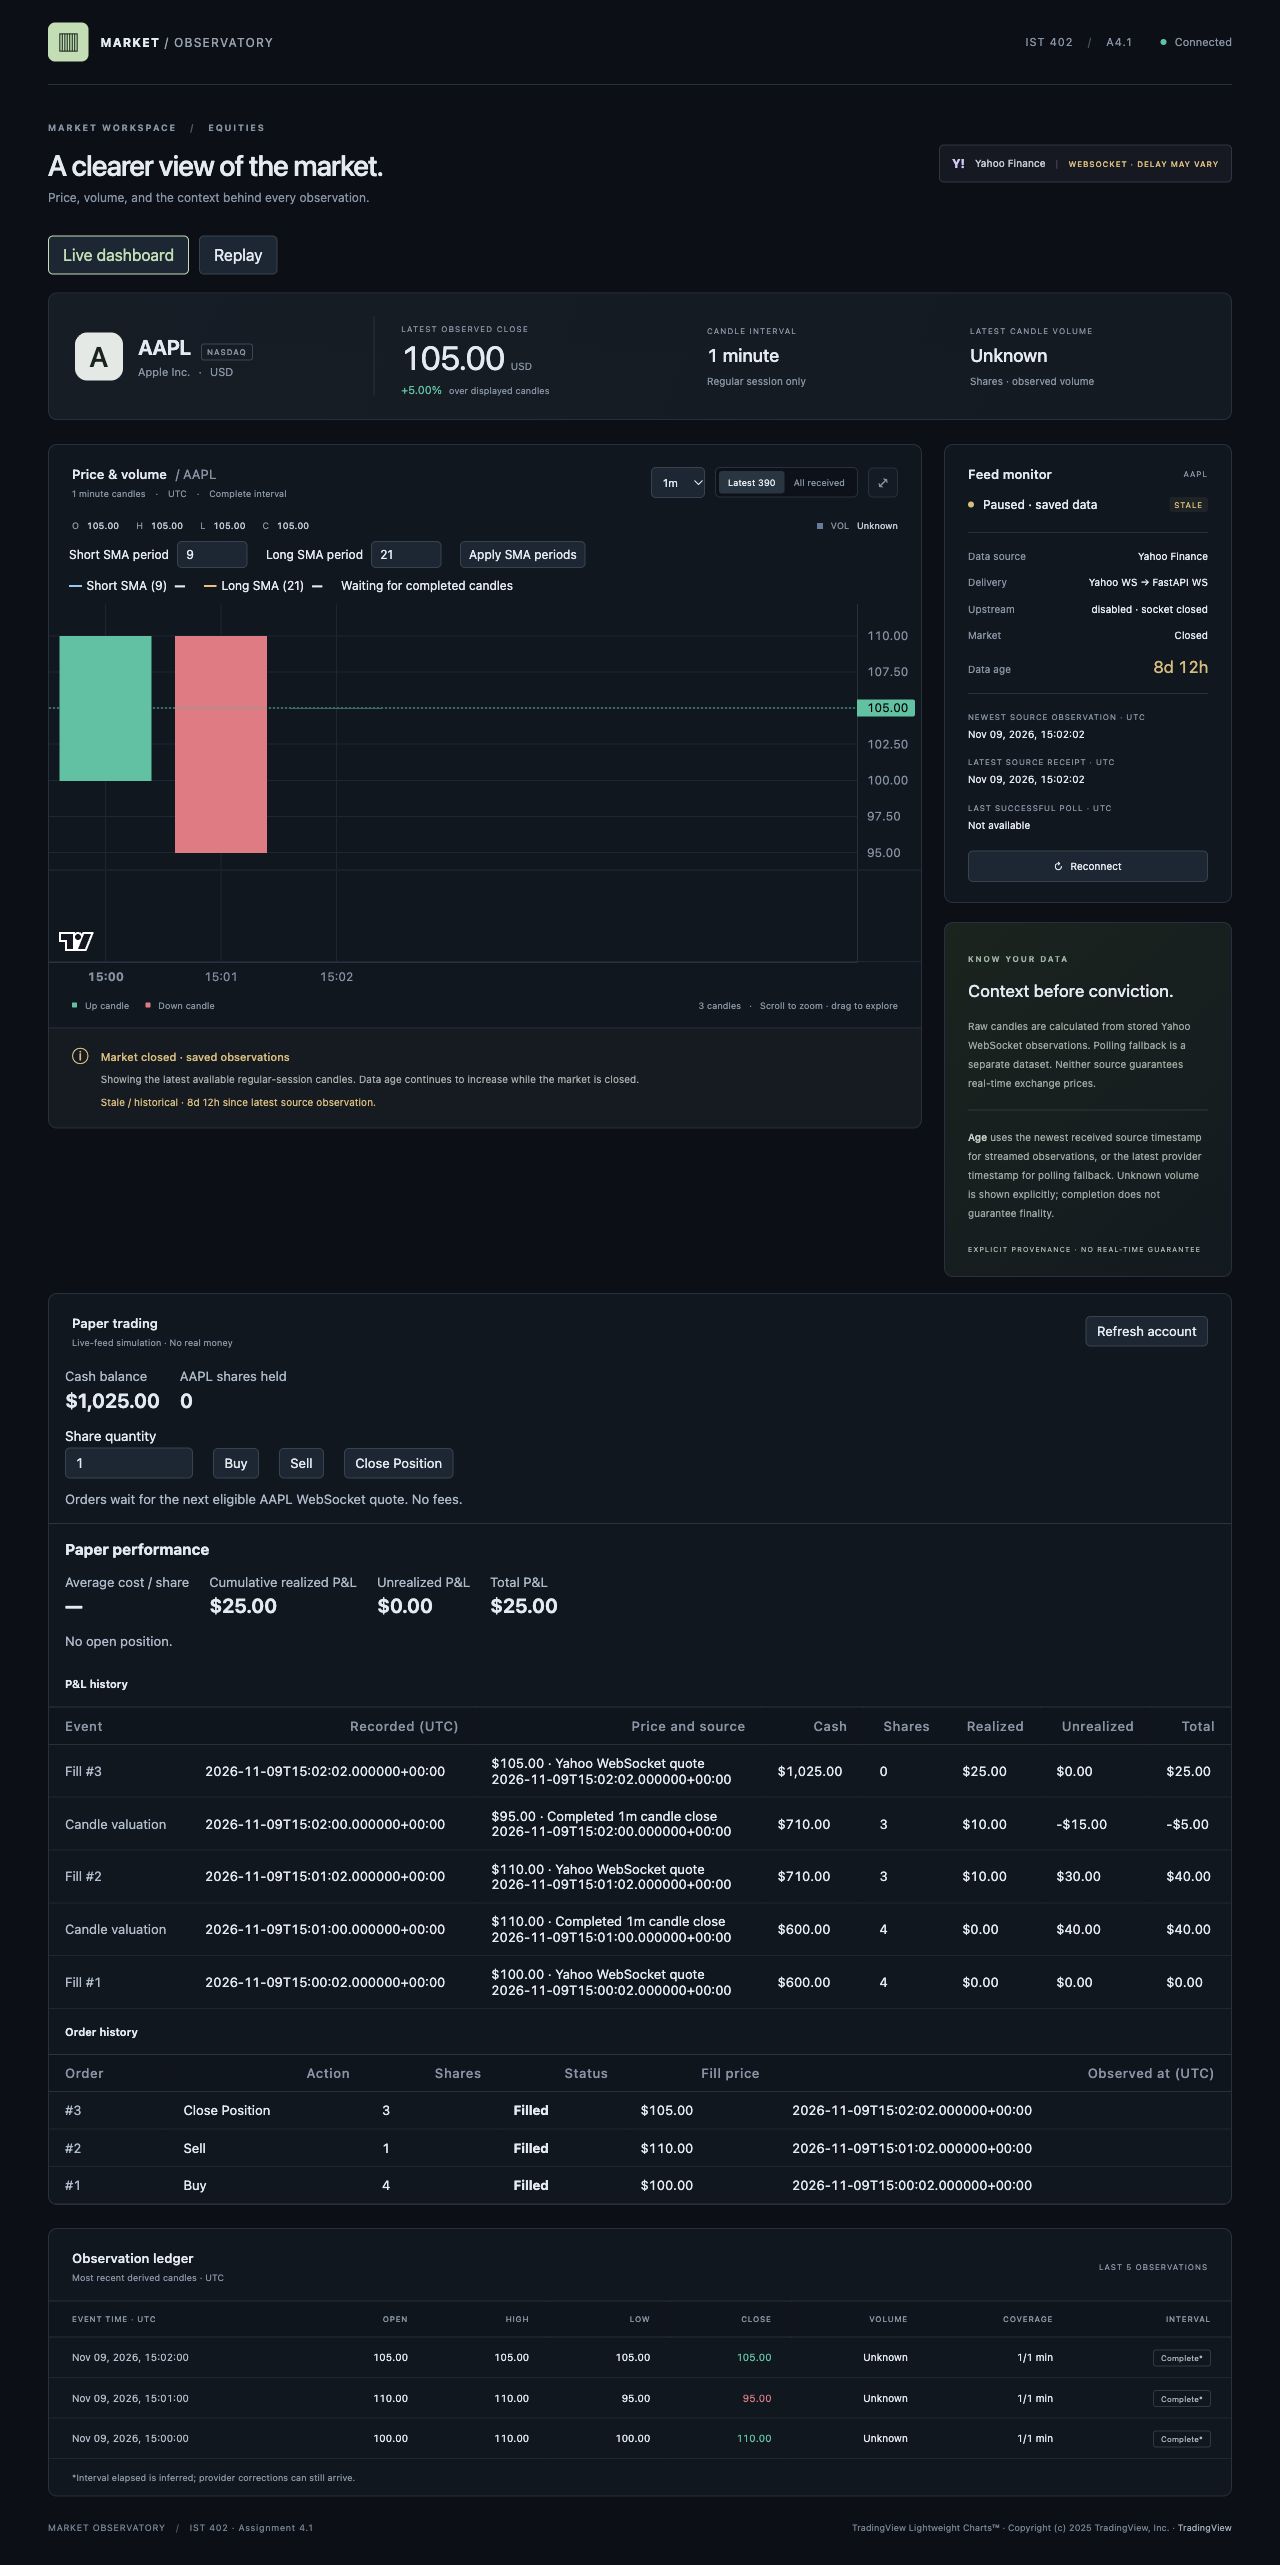 MARKET / OBSERVATORY
IST 402 / A4.1 Connected
MARKET WORKSPACE / EQUITIES
A clearer view of the market.
Price, volume, and the context behind every observation.
Y! Yahoo Finance | WEBSOCKET · DELAY MAY VARY
Live dashboard Replay
A AAPL NASDAQ
Apple Inc. · USD
LATEST OBSERVED CLOSE
105.00 USD
+5.00% over displayed candles
CANDLE INTERVAL
1 minute
Regular session only
LATEST CANDLE VOLUME
Unknown
Shares · observed volume
Price & volume / AAPL
1 minute candles · UTC · Complete interval
1m Latest 390 All received
O 105.00 H 105.00 L 105.00 C 105.00
VOL Unknown
Short SMA period 9 Long SMA period 21 Apply SMA periods
Short SMA (9) — Long SMA (21) — Waiting for completed candles
110.00
107.50
105.00
102.50
100.00
97.50
95.00
15:00 15:01 15:02
Up candle Down candle
3 candles · Scroll to zoom · drag to explore
Market closed · saved observations
Showing the latest available regular-session candles. Data age continues to increase while the market is closed.
Stale / historical · 8d 12h since latest source observation.
Feed monitor AAPL
Paused · saved data STALE
Data source Yahoo Finance
Delivery Yahoo WS → FastAPI WS
Upstream disabled · socket closed
Market Closed
Data age 8d 12h
NEWEST SOURCE OBSERVATION · UTC
Nov 09, 2026, 15:02:02
LATEST SOURCE RECEIPT · UTC
Nov 09, 2026, 15:02:02
LAST SUCCESSFUL POLL · UTC
Not available
↻ Reconnect
KNOW YOUR DATA
Context before conviction.
Raw candles are calculated from stored Yahoo
WebSocket observations. Polling fallback is a
separate dataset. Neither source guarantees
real-time exchange prices.
Age uses the newest received source timestamp
for streamed observations, or the latest provider
timestamp for polling fallback. Unknown volume
is shown explicitly; completion does not
guarantee finality.
EXPLICIT PROVENANCE · NO REAL-TIME GUARANTEE
Paper trading
Live-feed simulation · No real money
Refresh account
Cash balance AAPL shares held
$1,025.00 0
Share quantity
1 Buy Sell Close Position
Orders wait for the next eligible AAPL WebSocket quote. No fees.
Paper performance
Average cost / share Cumulative realized P&L Unrealized P&L Total P&L
— $25.00 $0.00 $25.00
No open position.
P&L history
Event Recorded (UTC) Price and source Cash Shares Realized Unrealized Total
Fill #3 2026-11-09T15:02:02.000000+00:00 $105.00 · Yahoo WebSocket quote
2026-11-09T15:02:02.000000+00:00 $1,025.00 0 $25.00 $0.00 $25.00
Candle valuation 2026-11-09T15:02:00.000000+00:00 $95.00 · Completed 1m candle close
2026-11-09T15:02:00.000000+00:00 $710.00 3 $10.00 -$15.00 -$5.00
Fill #2 2026-11-09T15:01:02.000000+00:00 $110.00 · Yahoo WebSocket quote
2026-11-09T15:01:02.000000+00:00 $710.00 3 $10.00 $30.00 $40.00
Candle valuation 2026-11-09T15:01:00.000000+00:00 $110.00 · Completed 1m candle close
2026-11-09T15:01:00.000000+00:00 $600.00 4 $0.00 $40.00 $40.00
Fill #1 2026-11-09T15:00:02.000000+00:00 $100.00 · Yahoo WebSocket quote
2026-11-09T15:00:02.000000+00:00 $600.00 4 $0.00 $0.00 $0.00
Order history
Order Action Shares Status Fill price Observed at (UTC)
#3 Close Position 3 Filled $105.00 2026-11-09T15:02:02.000000+00:00
#2 Sell 1 Filled $110.00 2026-11-09T15:01:02.000000+00:00
#1 Buy 4 Filled $100.00 2026-11-09T15:00:02.000000+00:00
Observation ledger
Most recent derived candles · UTC
LAST 5 OBSERVATIONS
EVENT TIME · UTC OPEN HIGH LOW CLOSE VOLUME COVERAGE INTERVAL
Nov 09, 2026, 15:02:00 105.00 105.00 105.00 105.00 Unknown 1/1 min Complete*
Nov 09, 2026, 15:01:00 110.00 110.00 95.00 95.00 Unknown 1/1 min Complete*
Nov 09, 2026, 15:00:00 100.00 110.00 100.00 110.00 Unknown 1/1 min Complete*
*Interval elapsed is inferred; provider corrections can still arrive.
MARKET OBSERVATORY / IST 402 · Assignment 4.1
TradingView Lightweight Charts™ · Copyright (c) 2025 TradingView, Inc. · TradingView